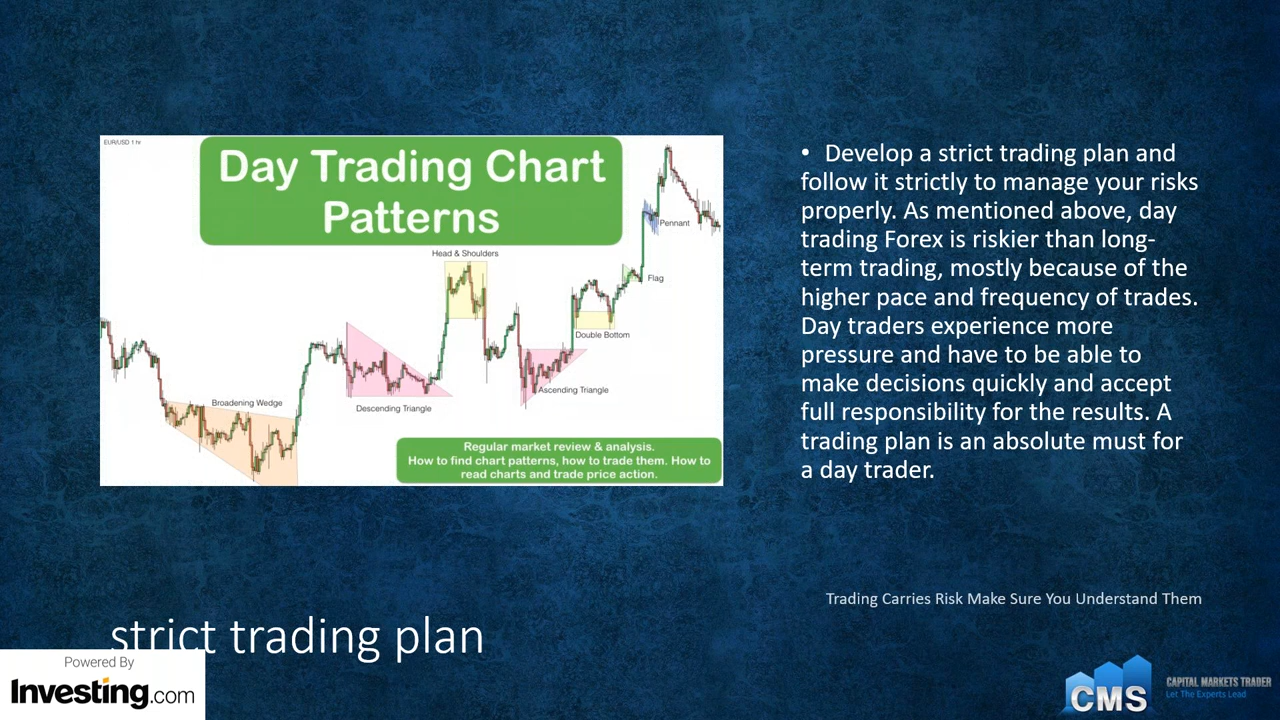 EUR/USD 1 hr
Day Trading Chart
Patterns
Pennant
Head & Shoulders
Flag
Double Bottom
Ascending Triangle
Broadening Wedge
Descending Triangle
Regular market review & analysis.
How to find chart patterns, how to trade them. How to
read charts and trade price action.
• Develop a strict trading plan and
follow it strictly to manage your risks
properly. As mentioned above, day
trading Forex is riskier than long-
term trading, mostly because of the
higher pace and frequency of trades.
Day traders experience more
pressure and have to be able to
make decisions quickly and accept
full responsibility for the results. A
trading plan is an absolute must for
a day trader.
Trading Carries Risk Make Sure You Understand Them
strict trading plan
Powered By
Investing.com
CMS
CAPITAL MARKETS TRADER
Let The Experts Lead